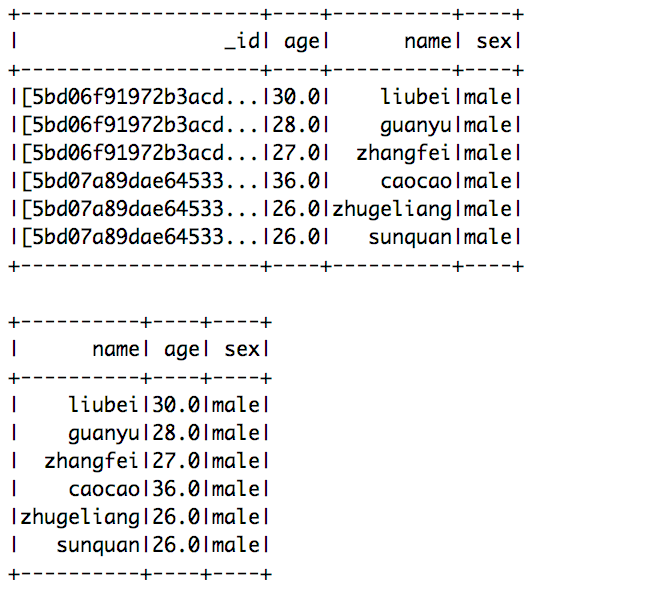 +--------------------+----+----------+----+
|                 _id| age|      name| sex|
+--------------------+----+----------+----+
|[5bd06f91972b3acd...|30.0|    liubei|male|
|[5bd06f91972b3acd...|28.0|    guanyu|male|
|[5bd06f91972b3acd...|27.0|  zhangfei|male|
|[5bd07a89dae64533...|36.0|    caocao|male|
|[5bd07a89dae64533...|26.0|zhugeliang|male|
|[5bd07a89dae64533...|26.0|   sunquan|male|
+--------------------+----+----------+----+

+----------+----+----+
|      name| age| sex|
+----------+----+----+
|    liubei|30.0|male|
|    guanyu|28.0|male|
|  zhangfei|27.0|male|
|    caocao|36.0|male|
|zhugeliang|26.0|male|
|   sunquan|26.0|male|
+----------+----+----+